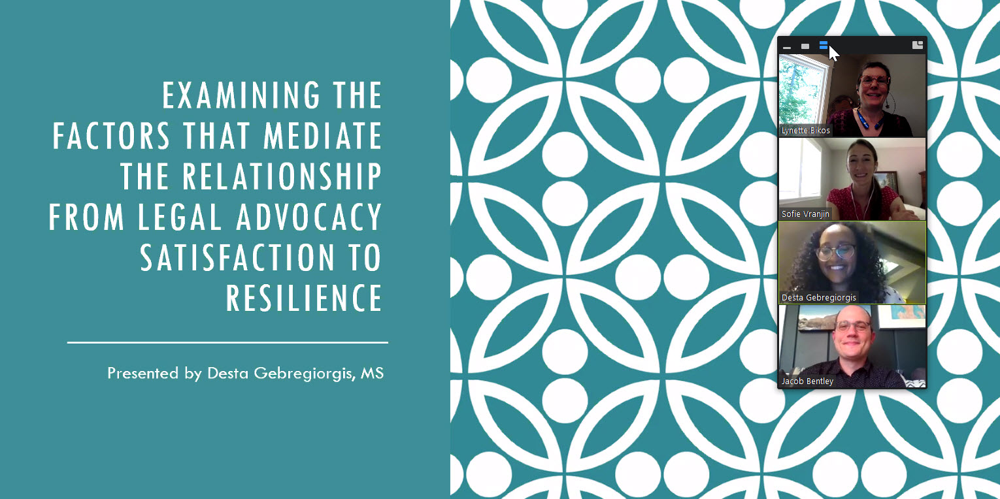 EXAMINING THE
FACTORS THAT MEDIATE
THE RELATIONSHIP
FROM LEGAL ADVOCACY
SATISFACTION TO
RESILIENCE
Presented by Desta Gebregiorgis, MS
Lynette Bikos
Sofie Vranjin
Desta Gebregiorgis
Jacob Bentley